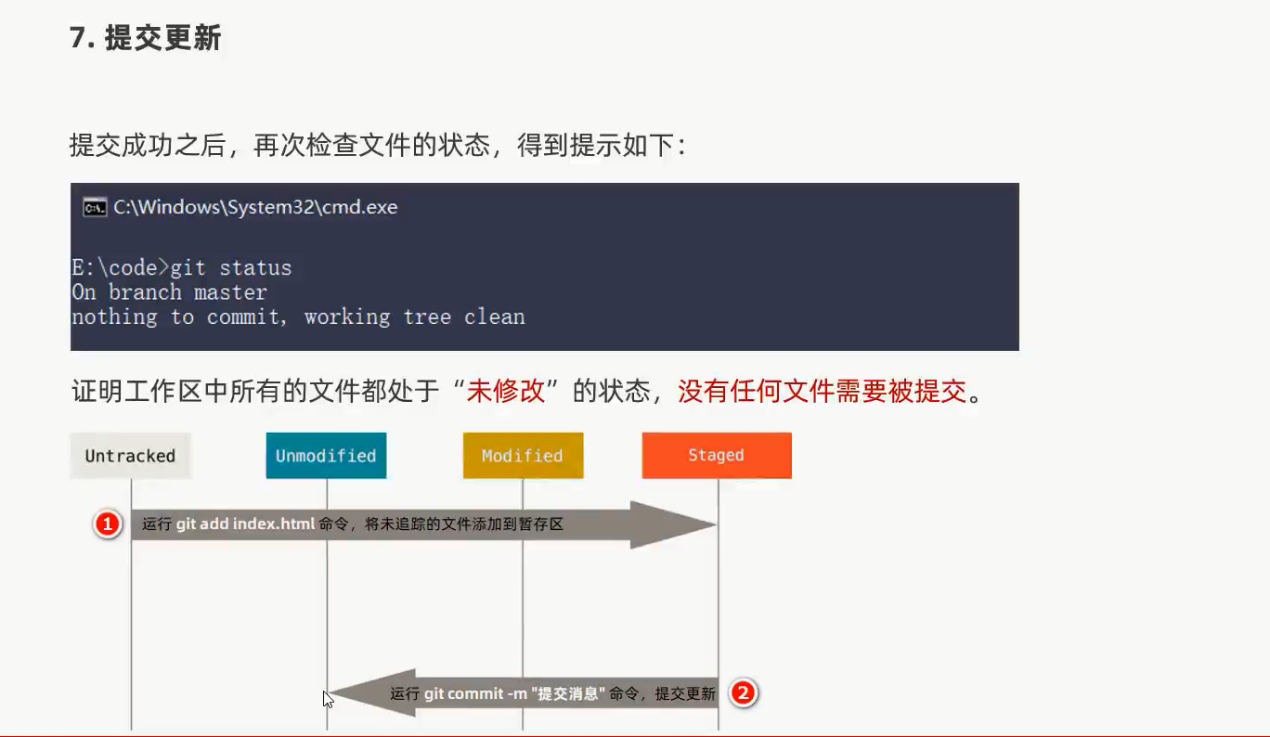 7. 提交更新
提交成功之后，再次检查文件的状态，得到提示如下：
C:\Windows\System32\cmd.exe
E:\code>git status
On branch master
nothing to commit, working tree clean
证明工作区中所有的文件都处于“未修改”的状态，没有任何文件需要被提交。
Untracked Unmodified Modified Staged
1 运行 git add index.html 命令，将未追踪的文件添加到暂存区
运行 git commit -m "提交消息" 命令，提交更新 2